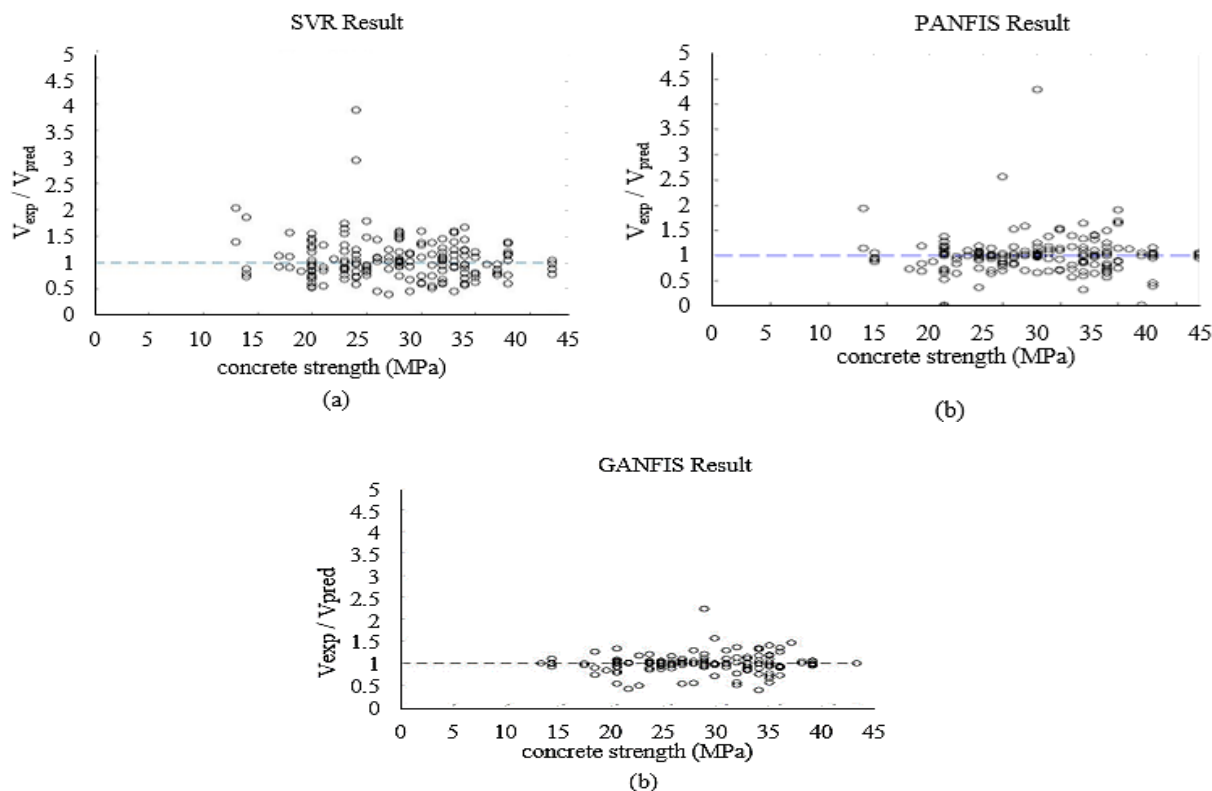 SVR Result
5
4.5
4
3.5
3
2.5
2
1.5
1
0.5
0
V_exp / V_pred
0 5 10 15 20 25 30 35 40 45
concrete strength (MPa)
(a)
PANFIS Result
5
4.5
4
3.5
3
2.5
2
1.5
1
0.5
0
V_exp / V_pred
0 5 10 15 20 25 30 35 40 45
concrete strength (MPa)
(b)
GANFIS Result
5
4.5
4
3.5
3
2.5
2
1.5
1
0.5
0
Vexp / Vpred
0 5 10 15 20 25 30 35 40 45
concrete strength (MPa)
(b)